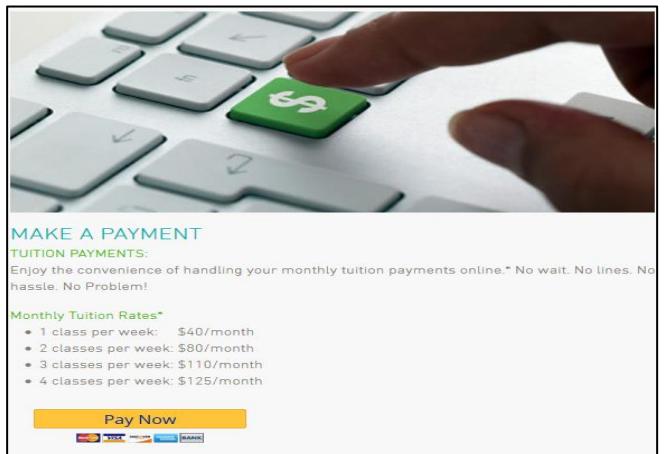 $
MAKE A PAYMENT
TUITION PAYMENTS:
Enjoy the convenience of handling your monthly tuition payments online.* No wait. No lines. No
hassle. No Problem!
Monthly Tuition Rates*
• 1 class per week: $40/month
• 2 classes per week: $80/month
• 3 classes per week: $110/month
• 4 classes per week: $125/month
Pay Now
VISA
BANK